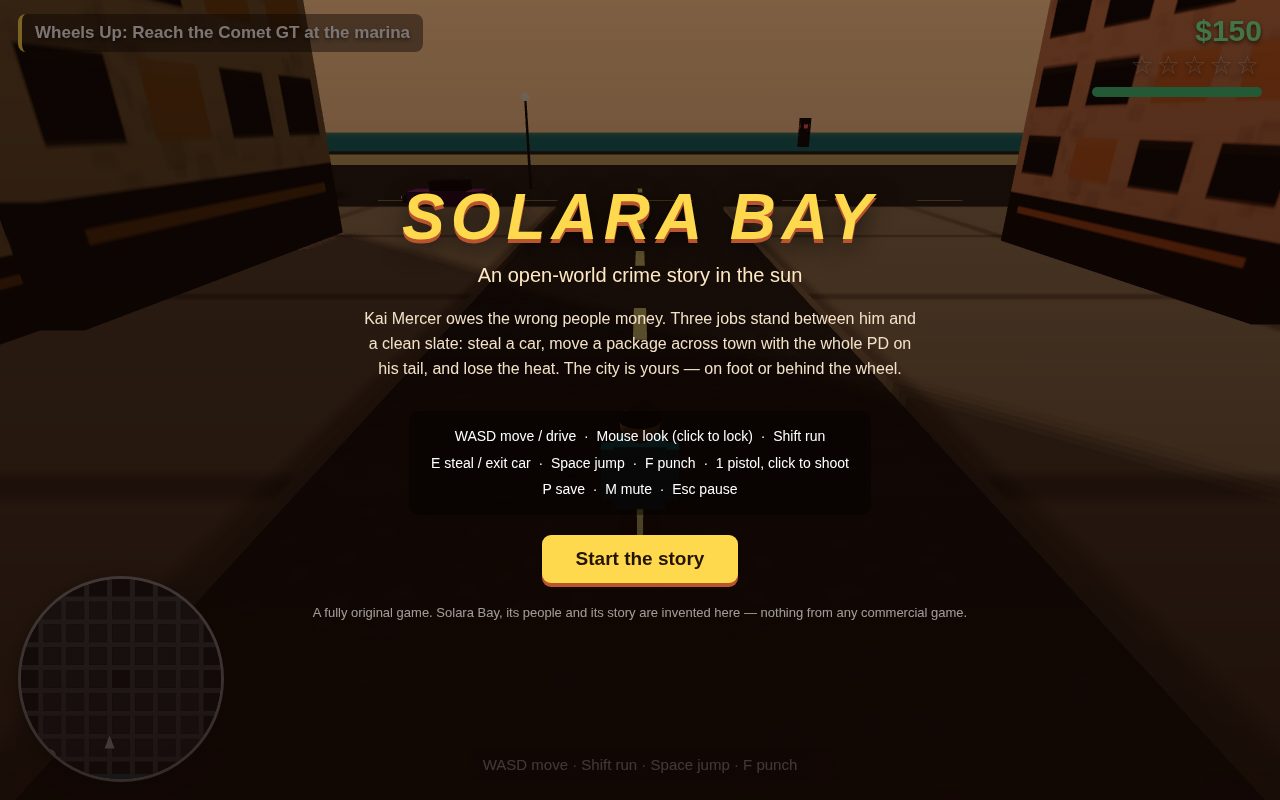 Wheels Up: Reach the Comet GT at the marina
$150
☆☆☆☆☆
SOLARA BAY
An open-world crime story in the sun
Kai Mercer owes the wrong people money. Three jobs stand between him and
a clean slate: steal a car, move a package across town with the whole PD on
his tail, and lose the heat. The city is yours — on foot or behind the wheel.
WASD move / drive · Mouse look (click to lock) · Shift run
E steal / exit car · Space jump · F punch · 1 pistol, click to shoot
P save · M mute · Esc pause
Start the story
A fully original game. Solara Bay, its people and its story are invented here — nothing from any commercial game.
WASD move · Shift run · Space jump · F punch